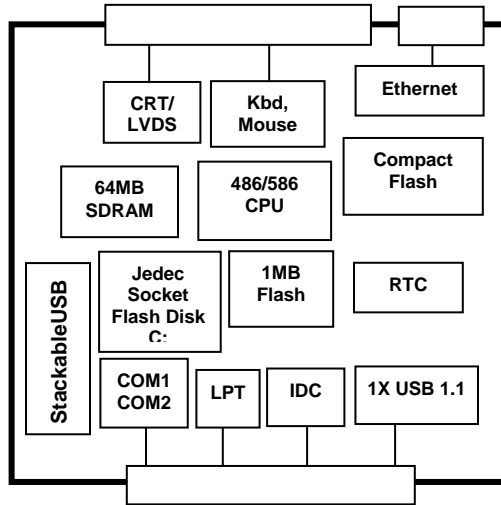 CRT/
LVDS
Kbd,
Mouse
Ethernet
64MB
SDRAM
486/586
CPU
Compact
Flash
StackableUSB
Jedec
Socket
Flash Disk
C:
1MB
Flash
RTC
COM1
COM2
LPT
IDC
1X USB 1.1